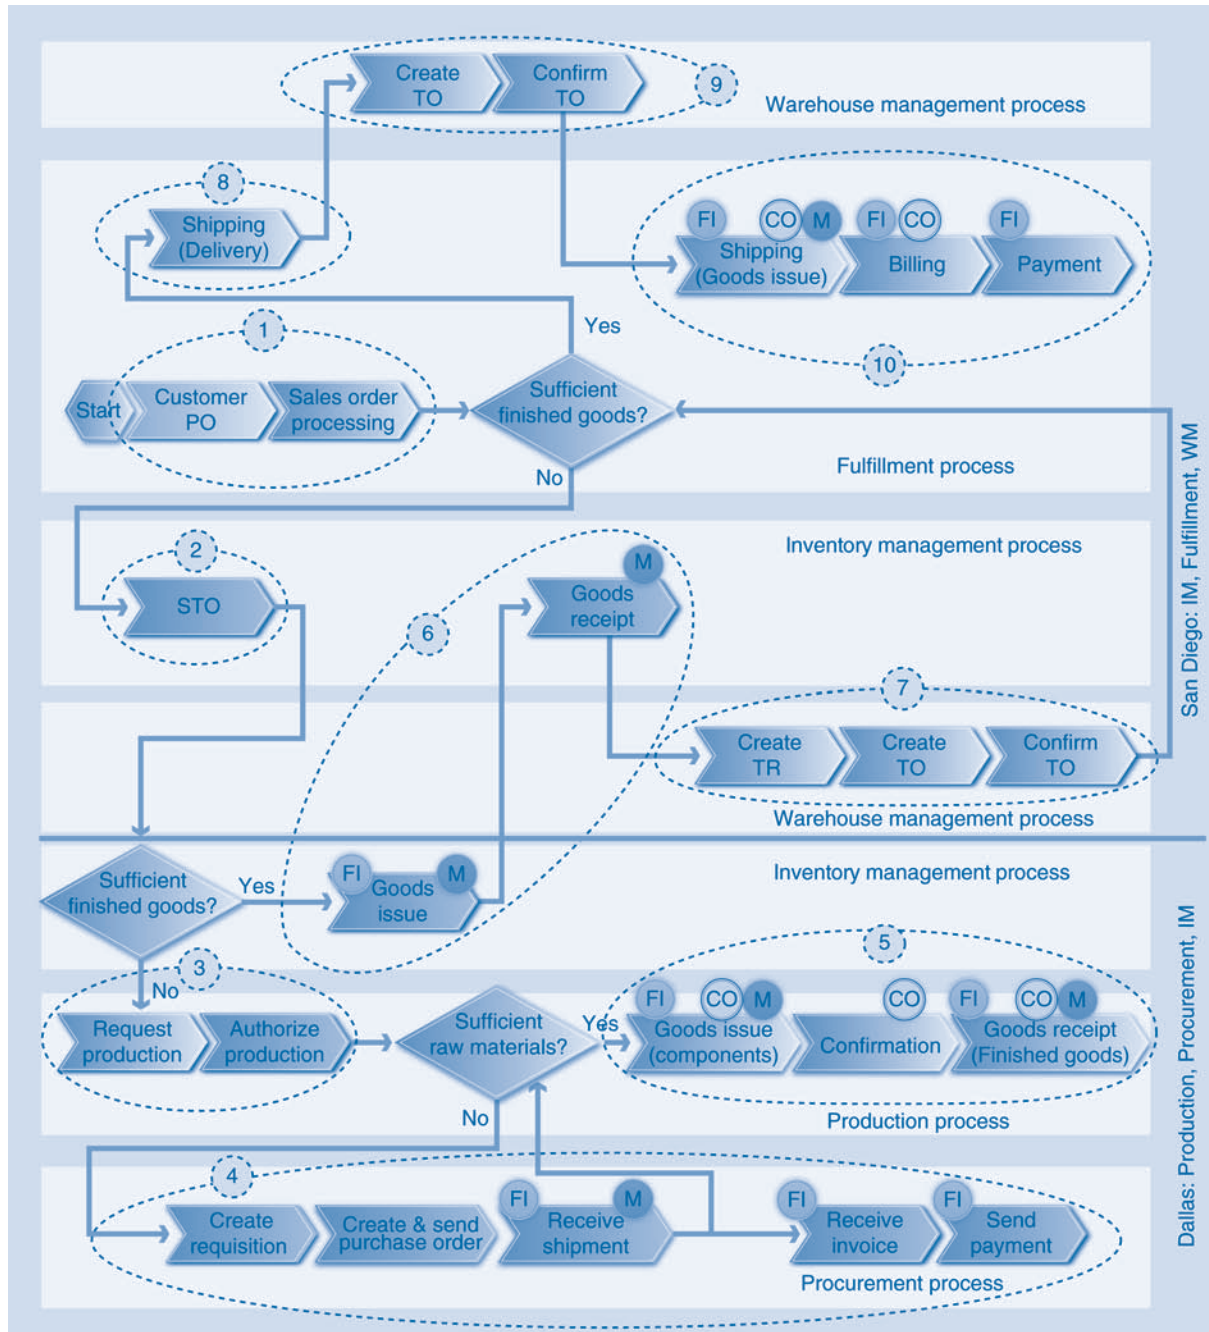 Create
TO
Confirm
TO
9
Warehouse management process
8
Shipping
(Delivery)
FI
CO
M
FI
CO
FI
Shipping
(Goods issue)
Billing
Payment
10
1
Yes
Start
Customer
PO
Sales order
processing
Sufficient
finished goods?
No
Fulfillment process
San Diego: IM, Fulfillment, WM
2
STO
Inventory management process
M
Goods
receipt
6
7
Create
TR
Create
TO
Confirm
TO
Warehouse management process
Sufficient
finished goods?
Yes
FI
M
Goods
issue
Inventory management process
No
3
Request
production
Authorize
production
Sufficient
raw materials?
Yes
5
FI
CO
M
CO
FI
CO
M
Goods issue
(components)
Confirmation
Goods receipt
(Finished goods)
No
Production process
Dallas: Production, Procurement, IM
4
Create
requisition
Create & send
purchase order
FI
M
Receive
shipment
FI
Receive
invoice
FI
Send
payment
Procurement process